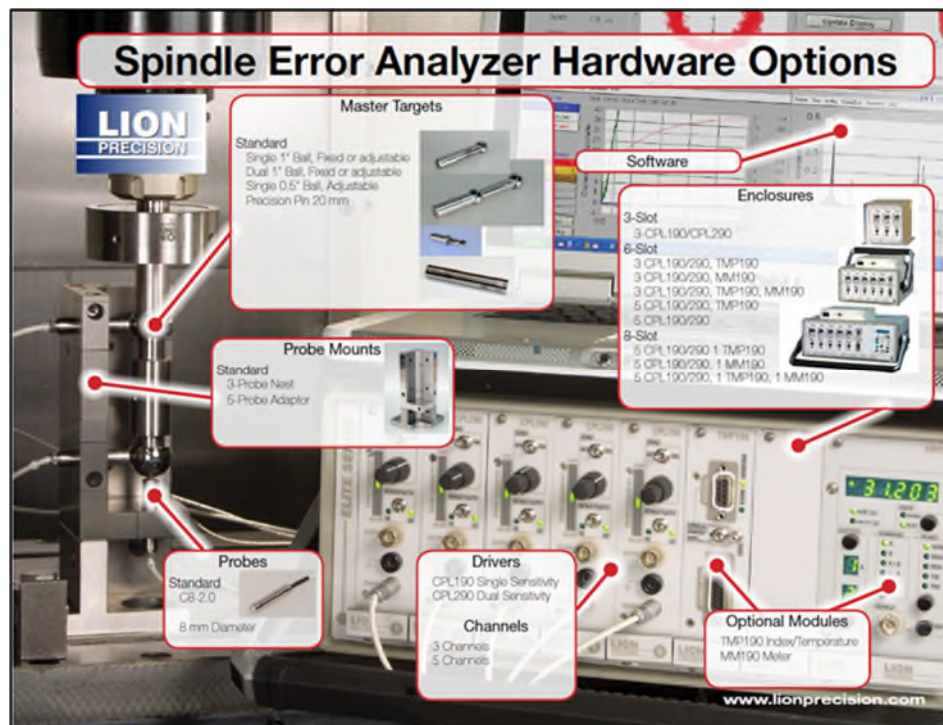 Spindle Error Analyzer Hardware Options
LION
PRECISION
Master Targets
Standard
Single 1" Ball, Fixed or adjustable
Dual 1" Ball, Fixed or adjustable
Single 0.5" Ball, Adjustable
Precision Pin 20 mm
Software
Enclosures
3-Slot
3-CPL190/CPL290
6-Slot
3 CPL190/290, TMP190
3 CPL190/290, MM190
3 CPL190/290, TMP190, MM190
5 CPL190/290, TMP190
5 CPL190/290
8-Slot
5 CPL190/290 1 TMP190
5 CPL190/290, 1 MM190
5 CPL190/290, 1 TMP190, 1 MM190
Probe Mounts
Standard
3-Probe Nest
5-Probe Adaptor
ELITE SERIES
TMP190
31.203
Probes
Standard
C8-2.0
8 mm Diameter
Drivers
CPL190 Single Sensitivity
CPL290 Dual Sensitivity
Channels
3 Channels
5 Channels
Optional Modules
TMP190 Index/Temperature
MM190 Meter
LION
www.lionprecision.com